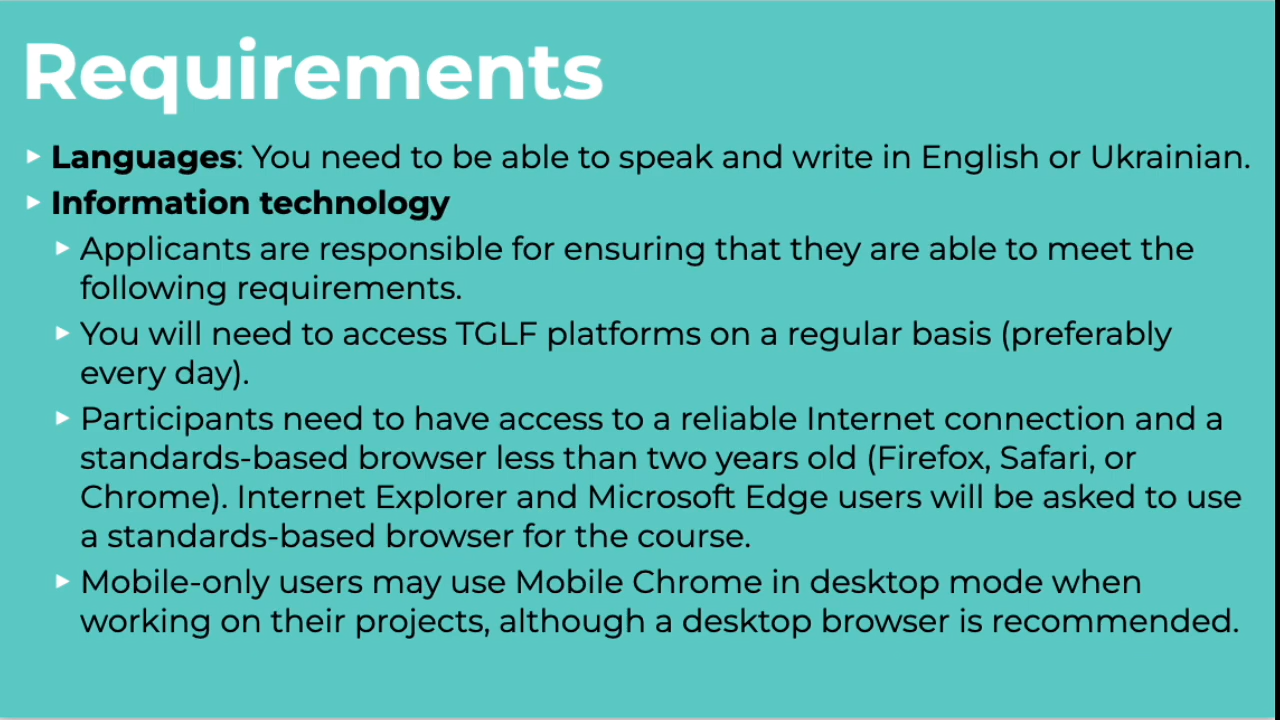 Requirements
Languages: You need to be able to speak and write in English or Ukrainian.
Information technology
Applicants are responsible for ensuring that they are able to meet the
following requirements.
You will need to access TGLF platforms on a regular basis (preferably
every day).
Participants need to have access to a reliable Internet connection and a
standards-based browser less than two years old (Firefox, Safari, or
Chrome). Internet Explorer and Microsoft Edge users will be asked to use
a standards-based browser for the course.
Mobile-only users may use Mobile Chrome in desktop mode when
working on their projects, although a desktop browser is recommended.